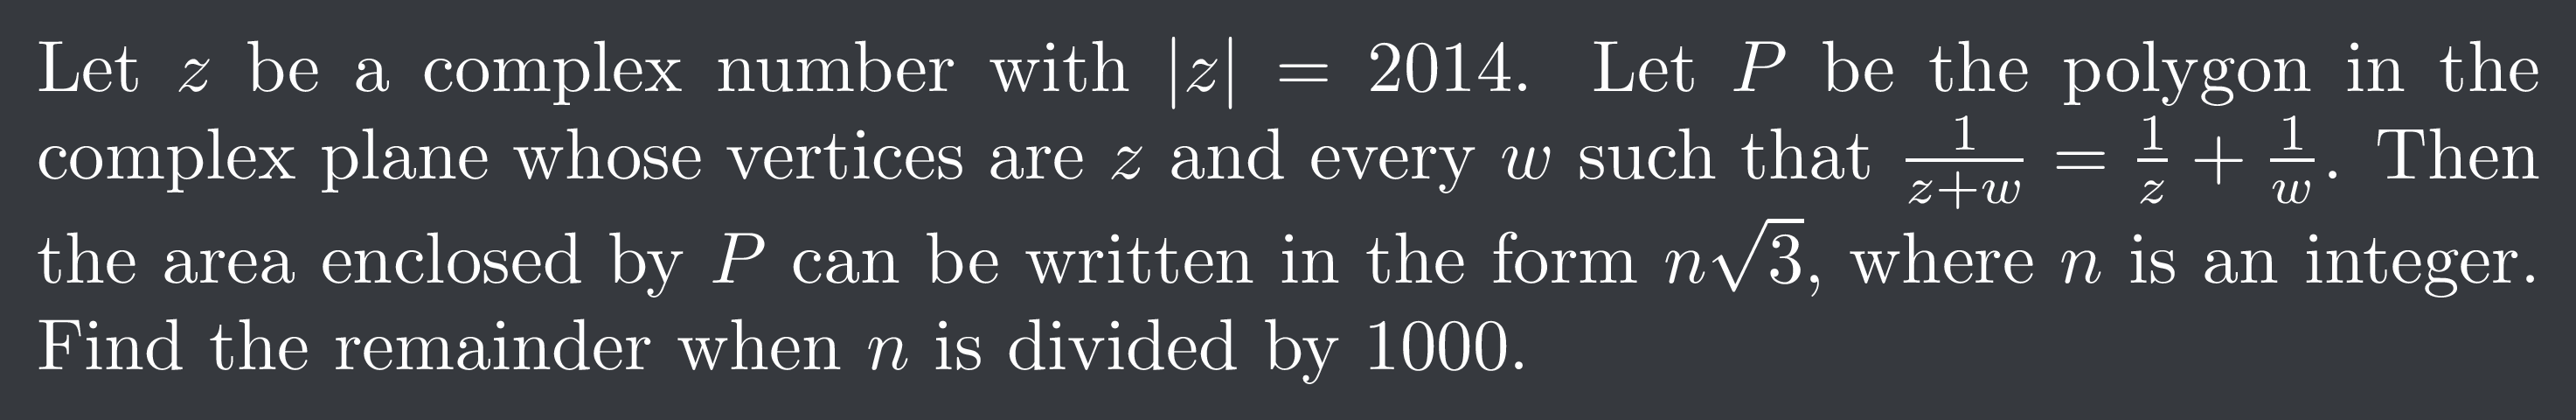 Let z be a complex number with |z| = 2014. Let P be the polygon in the
complex plane whose vertices are z and every w such that \frac{1}{z+w} = \frac{1}{z} + \frac{1}{w}. Then
the area enclosed by P can be written in the form n√3, where n is an integer.
Find the remainder when n is divided by 1000.